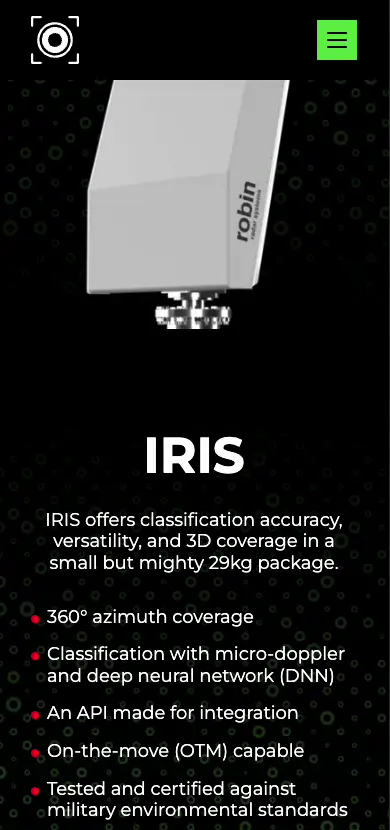 robin
radar systems
IRIS
IRIS offers classification accuracy,
versatility, and 3D coverage in a
small but mighty 29kg package.
360° azimuth coverage
Classification with micro-doppler
and deep neural network (DNN)
An API made for integration
On-the-move (OTM) capable
Tested and certified against
military environmental standards